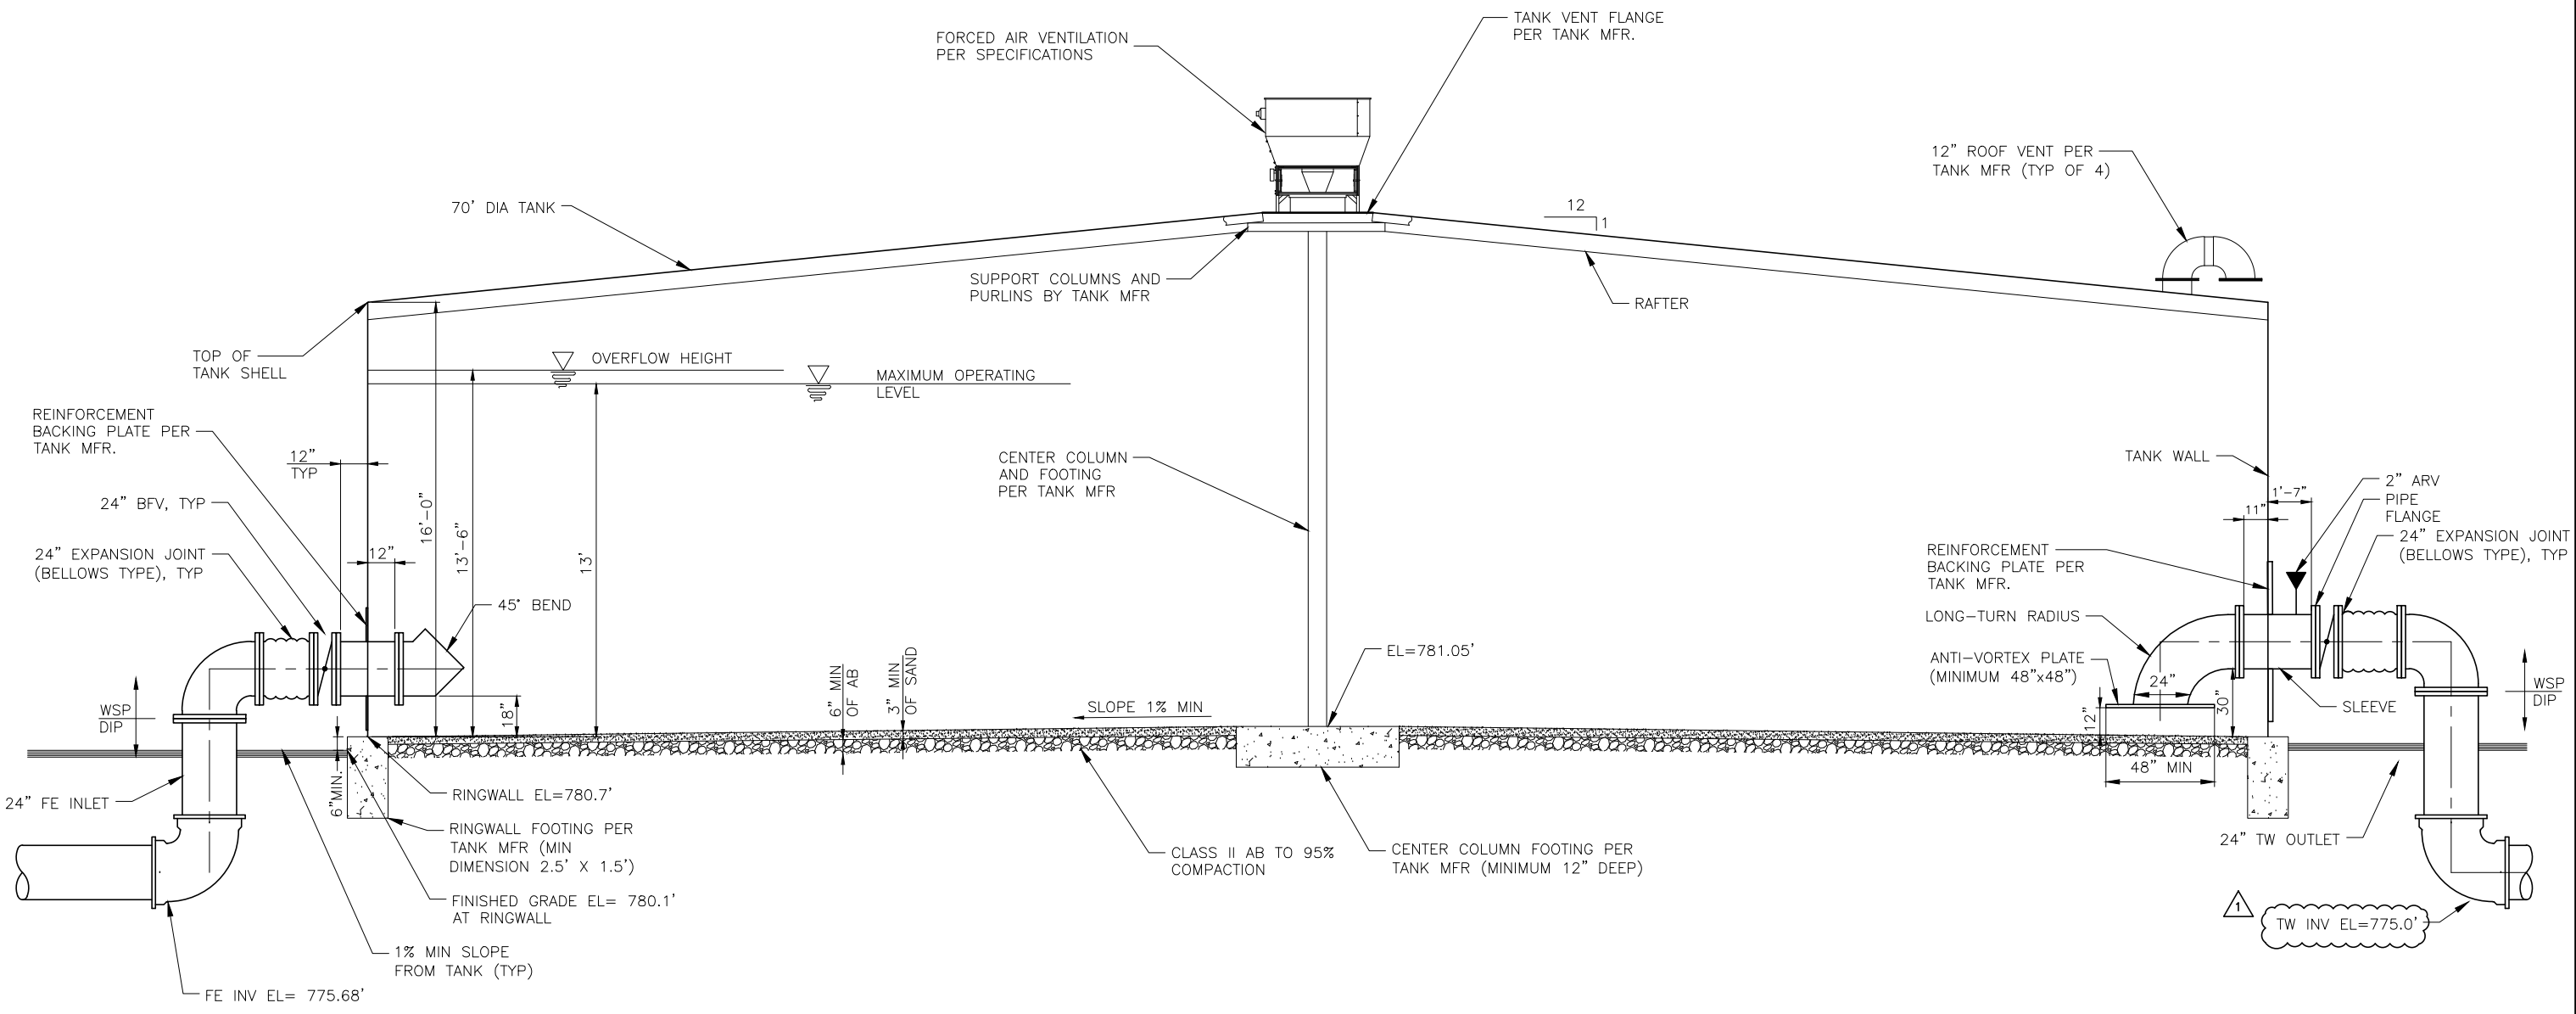 TANK VENT FLANGE
PER TANK MFR.
FORCED AIR VENTILATION
PER SPECIFICATIONS
12" ROOF VENT PER
TANK MFR (TYP OF 4)
70' DIA TANK
12
1
SUPPORT COLUMNS AND
PURLINS BY TANK MFR
RAFTER
TOP OF
TANK SHELL
OVERFLOW HEIGHT
MAXIMUM OPERATING
LEVEL
REINFORCEMENT
BACKING PLATE PER
TANK MFR.
12"
TYP
24" BFV, TYP
24" EXPANSION JOINT
(BELLOWS TYPE), TYP
12"
16'-0"
13'-6"
13'
45° BEND
CENTER COLUMN
AND FOOTING
PER TANK MFR
TANK WALL
1'-7"
11"
2" ARV
PIPE
FLANGE
24" EXPANSION JOINT
(BELLOWS TYPE), TYP
REINFORCEMENT
BACKING PLATE PER
TANK MFR.
LONG-TURN RADIUS
ANTI-VORTEX PLATE
(MINIMUM 48"x48")
24"
30"
12"
48" MIN
SLEEVE
WSP
DIP
WSP
DIP
18"
6" MIN
OF AB
3" MIN
OF SAND
SLOPE 1% MIN
EL=781.05'
24" FE INLET
6"MIN.
RINGWALL EL=780.7'
RINGWALL FOOTING PER
TANK MFR (MIN
DIMENSION 2.5' X 1.5')
FINISHED GRADE EL= 780.1'
AT RINGWALL
1% MIN SLOPE
FROM TANK (TYP)
FE INV EL= 775.68'
CLASS II AB TO 95%
COMPACTION
CENTER COLUMN FOOTING PER
TANK MFR (MINIMUM 12" DEEP)
24" TW OUTLET
1
TW INV EL=775.0'